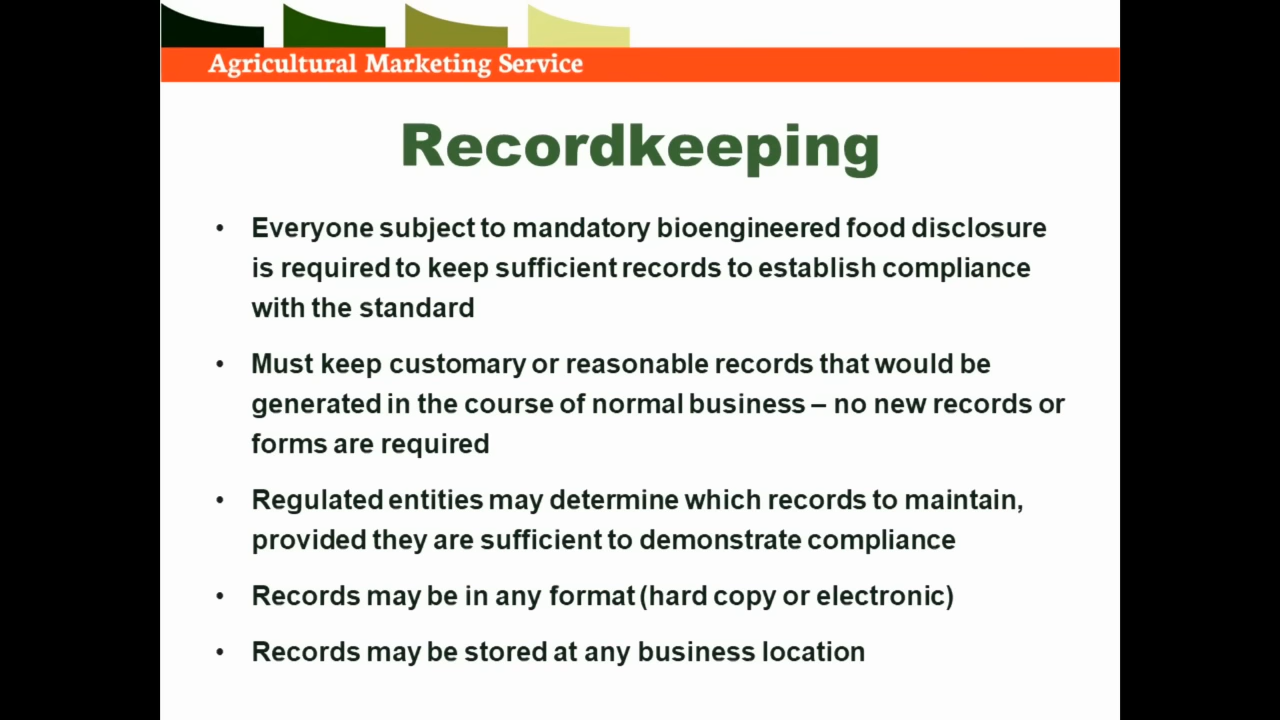 Agricultural Marketing Service
Recordkeeping
• Everyone subject to mandatory bioengineered food disclosure
is required to keep sufficient records to establish compliance
with the standard
• Must keep customary or reasonable records that would be
generated in the course of normal business – no new records or
forms are required
• Regulated entities may determine which records to maintain,
provided they are sufficient to demonstrate compliance
• Records may be in any format (hard copy or electronic)
• Records may be stored at any business location